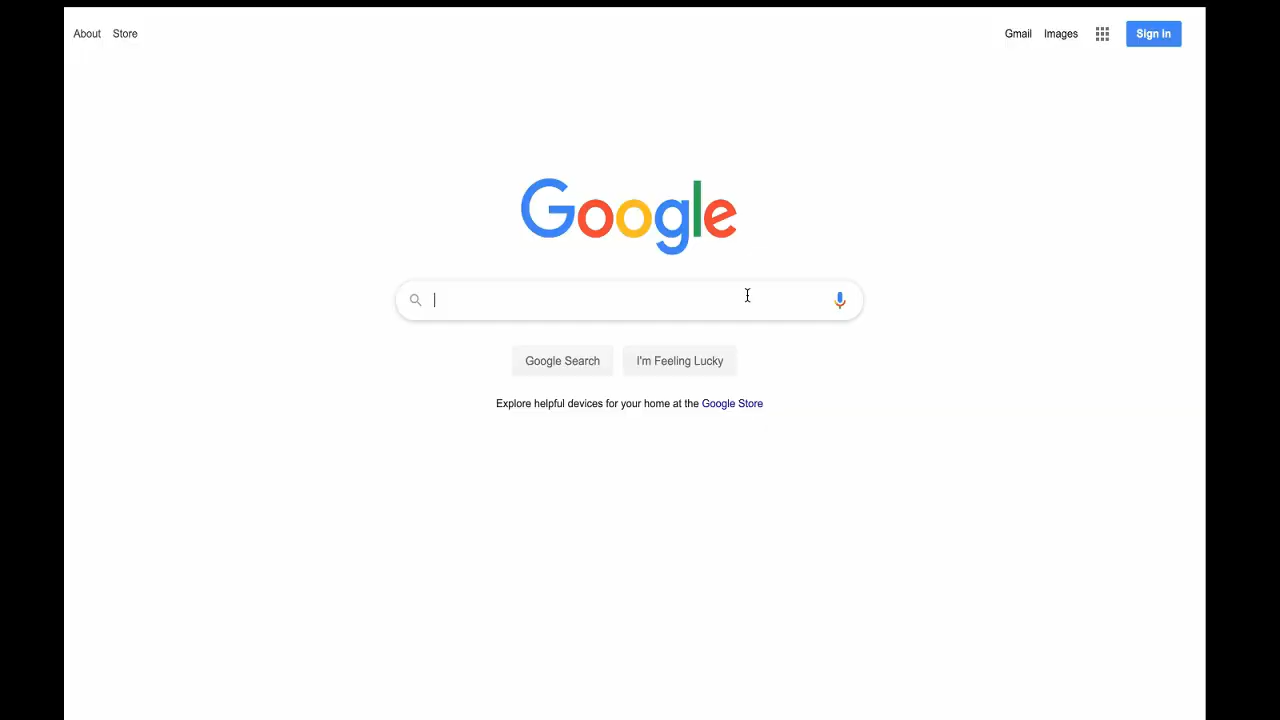 About Store Gmail Images Sign in
Google
Google Search I'm Feeling Lucky
Explore helpful devices for your home at the Google Store